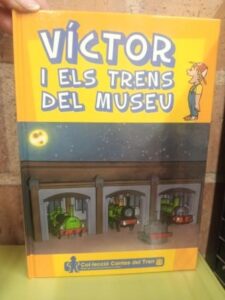 VÍCTOR
I ELS TRENS
DEL MUSEU
Col·lecció Contes del Tren